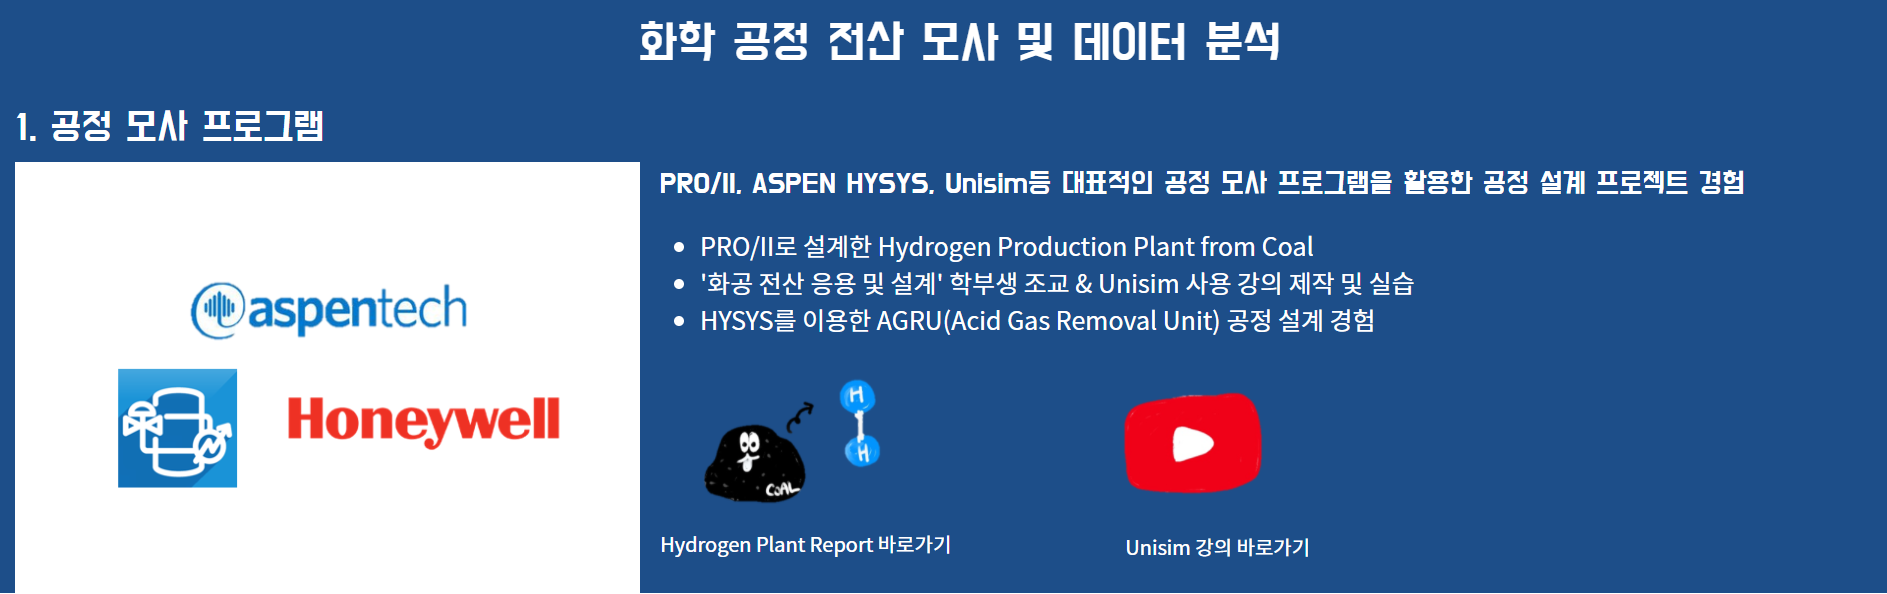 화학 공정 전산 모사 및 데이터 분석
1. 공정 모사 프로그램
aspentech
Honeywell
PRO/II, ASPEN HYSYS, Unisim등 대표적인 공정 모사 프로그램을 활용한 공정 설계 프로젝트 경험
PRO/II로 설계한 Hydrogen Production Plant from Coal
'화공 전산 응용 및 설계' 학부생 조교 & Unisim 사용 강의 제작 및 실습
HYSYS를 이용한 AGRU(Acid Gas Removal Unit) 공정 설계 경험
H
H
COAL
Hydrogen Plant Report 바로가기
Unisim 강의 바로가기